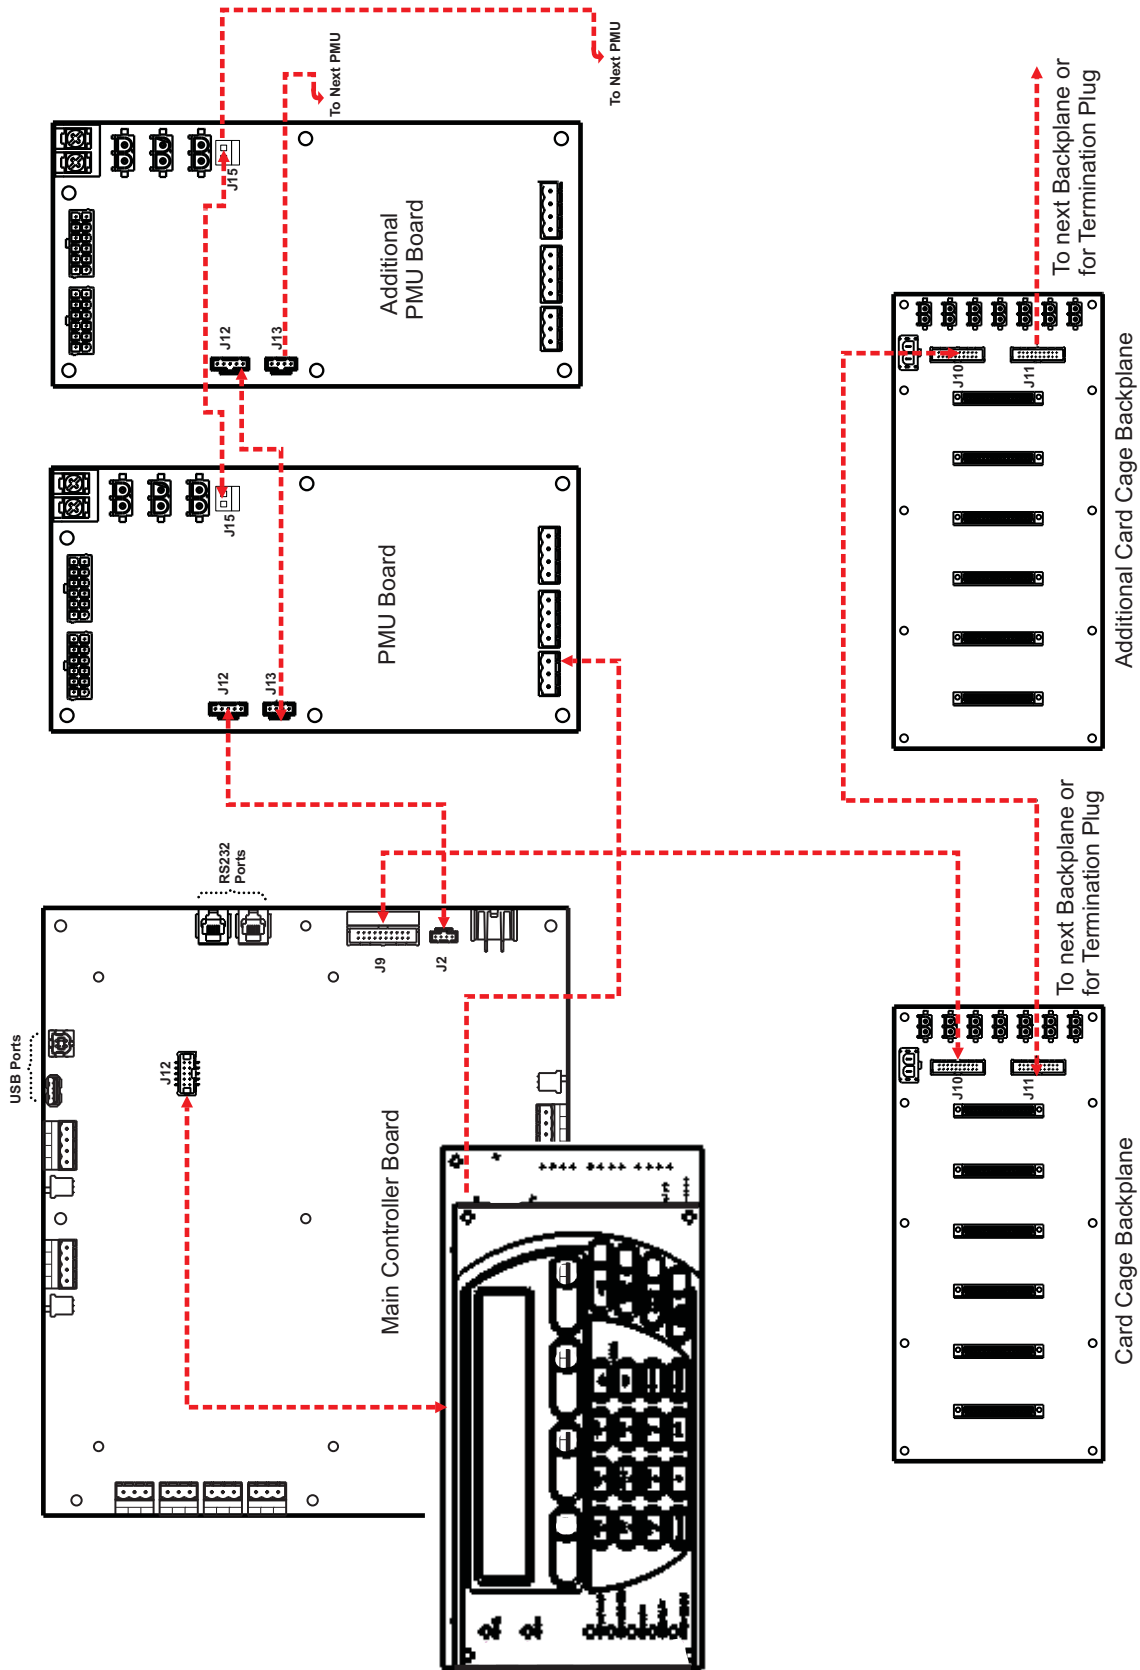 To Next PMU
To Next PMU
J15
Additional
PMU Board
J12
J13
To next Backplane or
for Termination Plug
J10
J11
Additional Card Cage Backplane
J15
PMU Board
J12
J13
RS232
Ports
USB Ports
J12
J9
J2
Main Controller Board
To next Backplane or
for Termination Plug
J10
J11
Card Cage Backplane